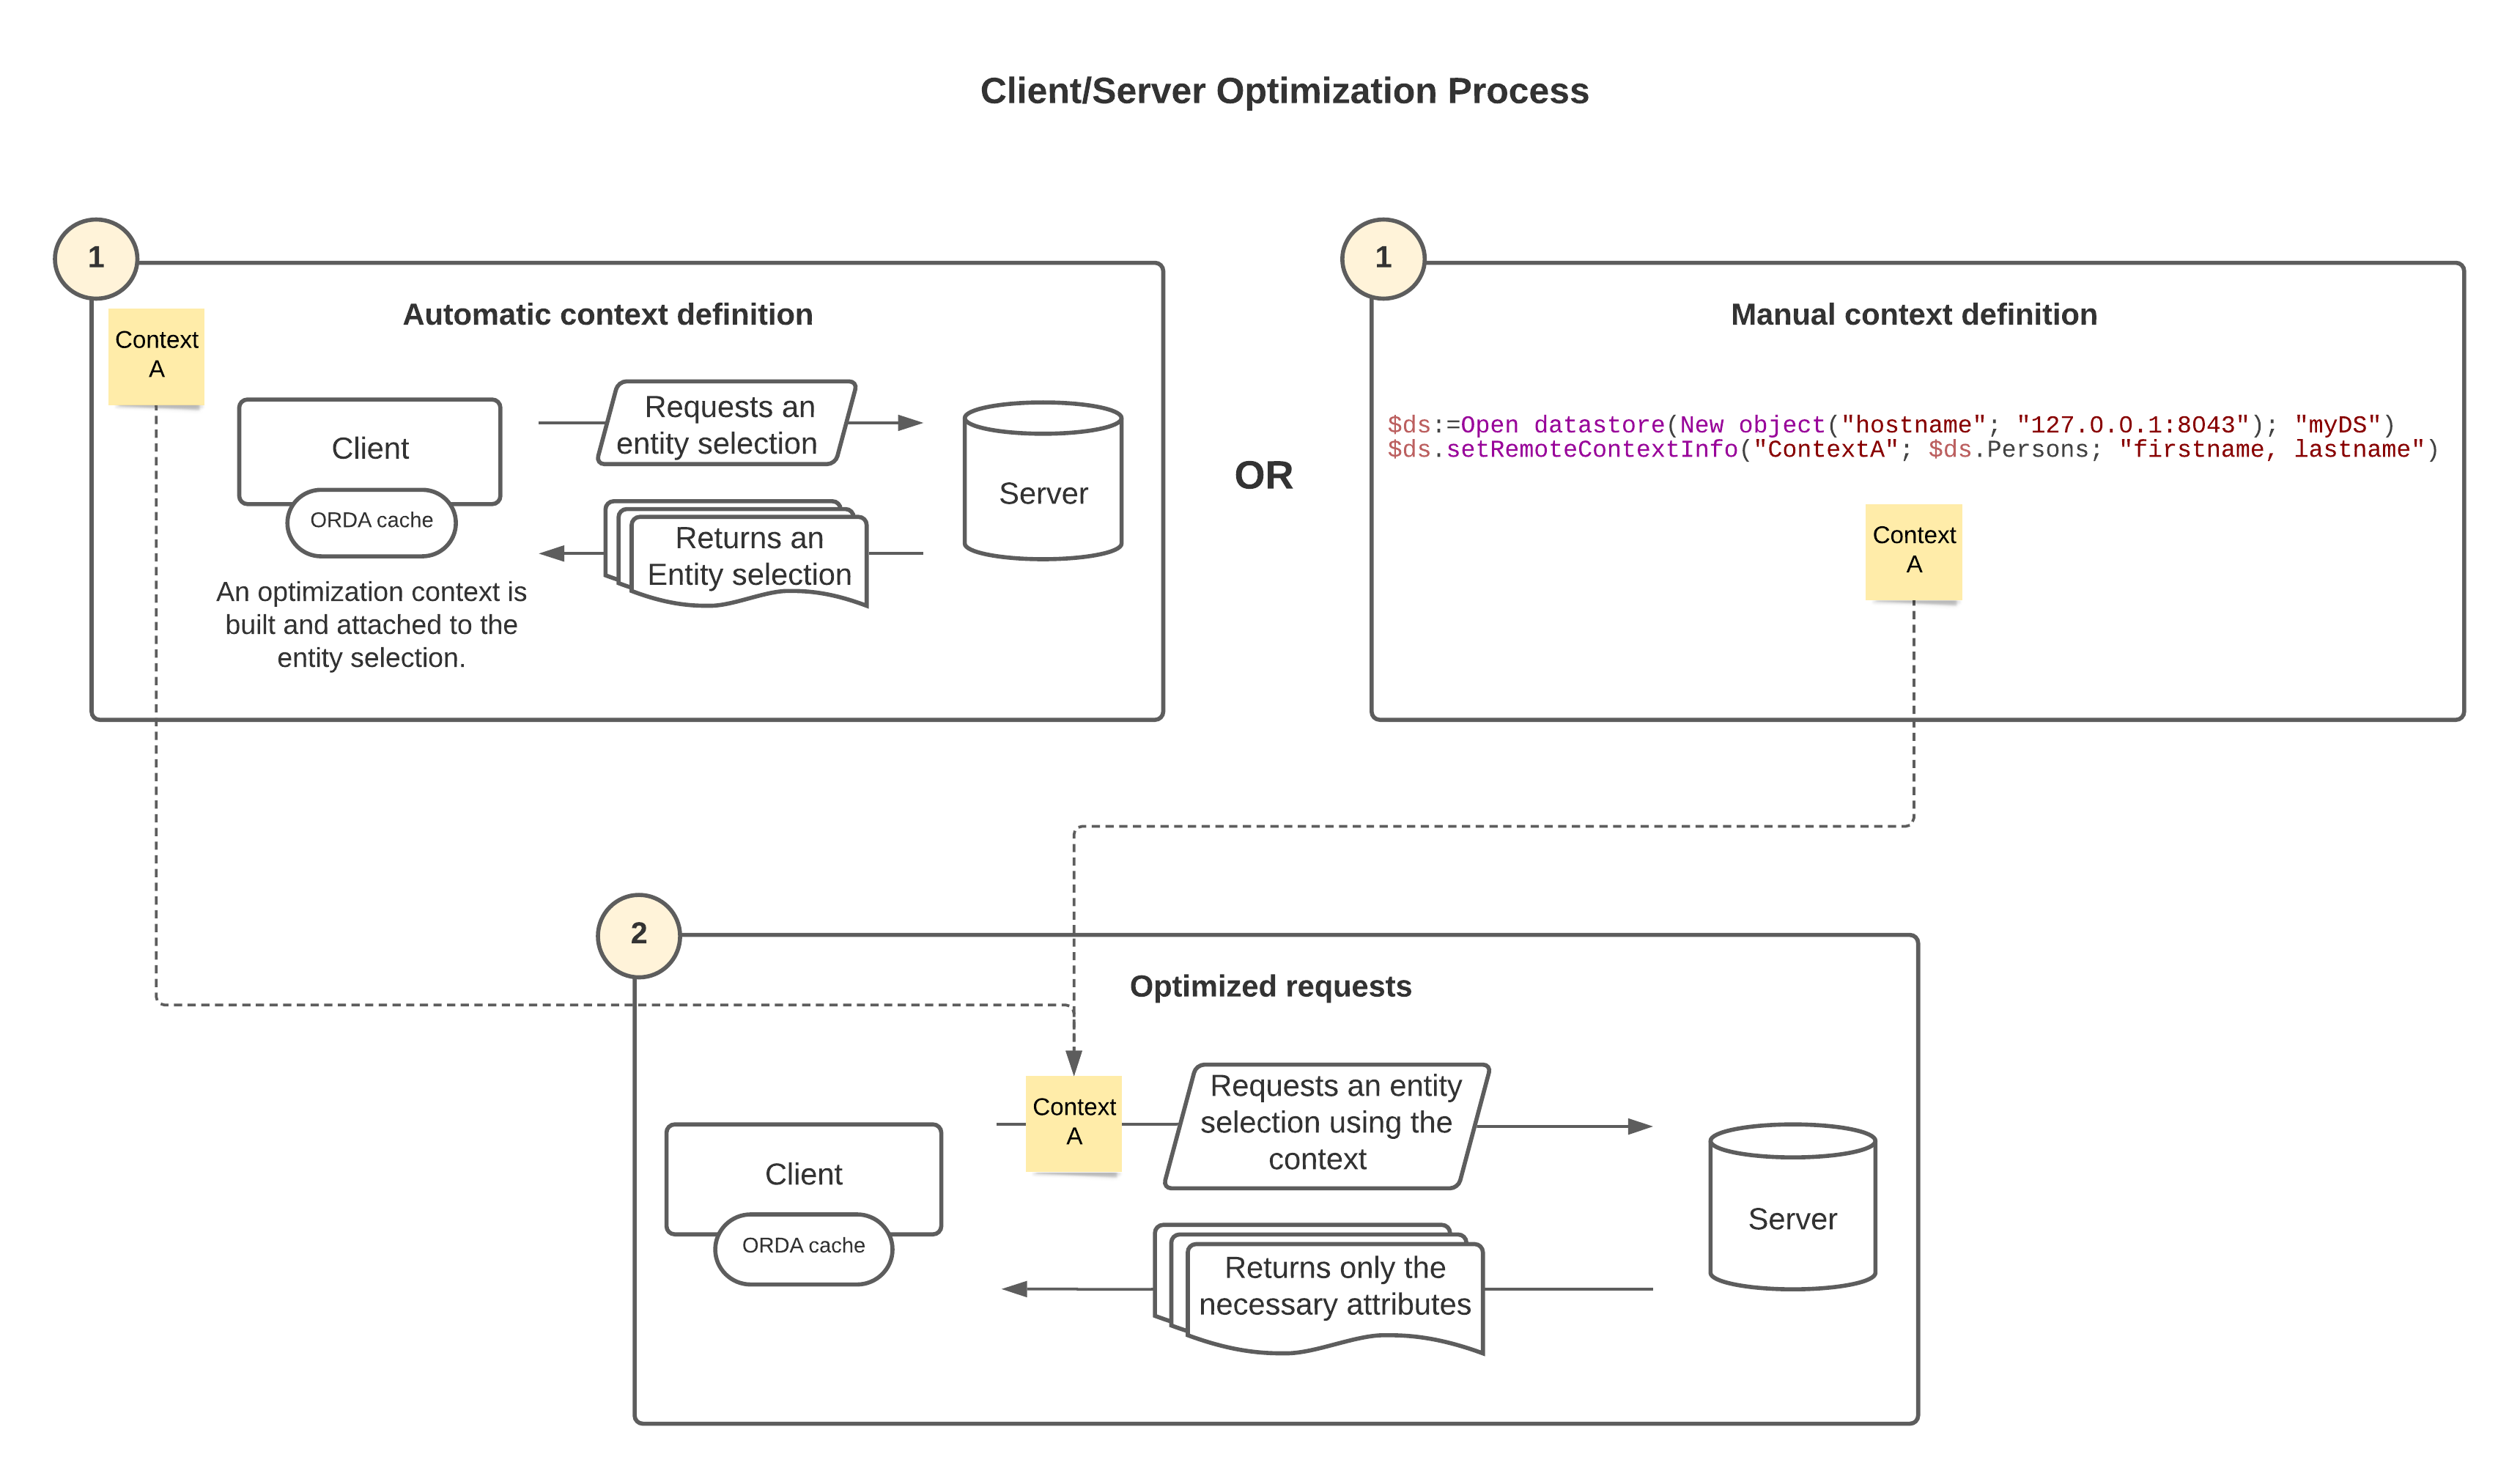 Client/Server Optimization Process
1
Automatic context definition
Context
A
Client
ORDA cache
An optimization context is
built and attached to the
entity selection.
Requests an
entity selection
Returns an
Entity selection
Server
OR
1
Manual context definition
$ds:=Open datastore(New object("hostname"; "127.0.0.1:8043"); "myDS")
$ds.setRemoteContextInfo("ContextA"; $ds.Persons; "firstname, lastname")
Context
A
2
Optimized requests
Client
ORDA cache
Context
A
Requests an entity
selection using the
context
Returns only the
necessary attributes
Server